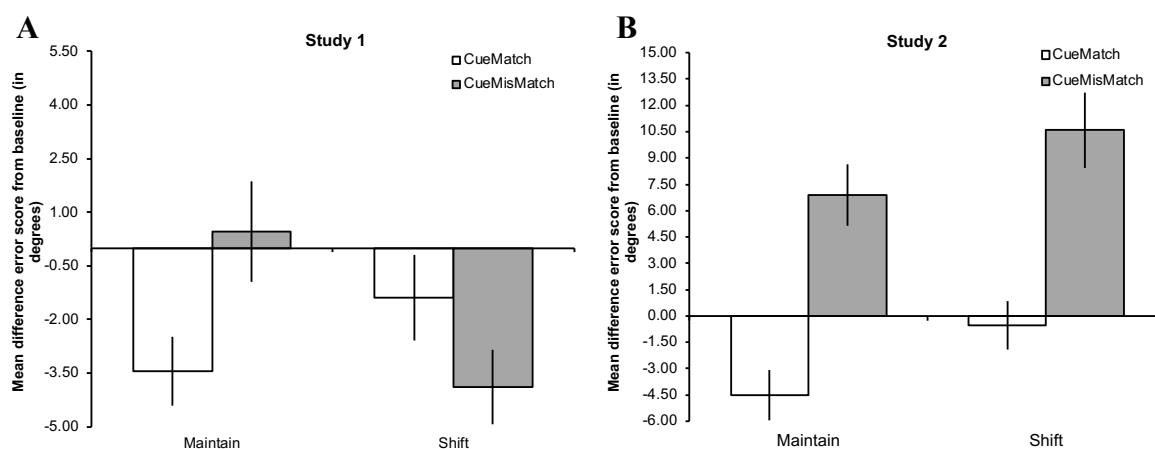 A
Study 1
CueMatch
CueMisMatch
Mean difference error score from baseline (in
degrees)
5.50
4.00
2.50
1.00
-0.50
-2.00
-3.50
-5.00
Maintain
Shift
B
Study 2
CueMatch
CueMisMatch
Mean difference error score from baseline (in
degrees)
15.00
13.50
12.00
10.50
9.00
7.50
6.00
4.50
3.00
1.50
0.00
-1.50
-3.00
-4.50
-6.00
Maintain
Shift